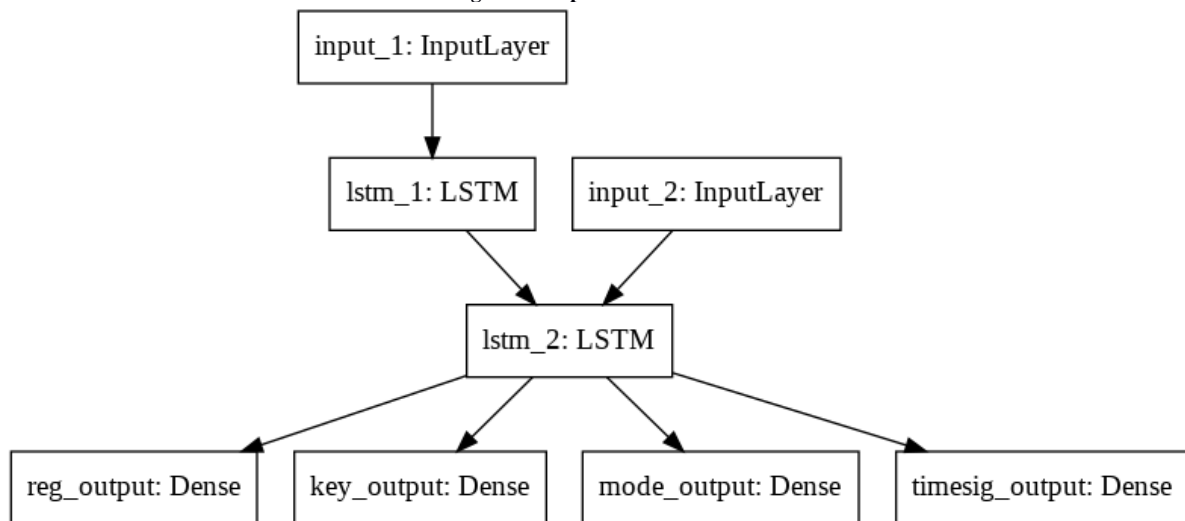 input_1: InputLayer
lstm_1: LSTM
input_2: InputLayer
lstm_2: LSTM
reg_output: Dense
key_output: Dense
mode_output: Dense
timesig_output: Dense